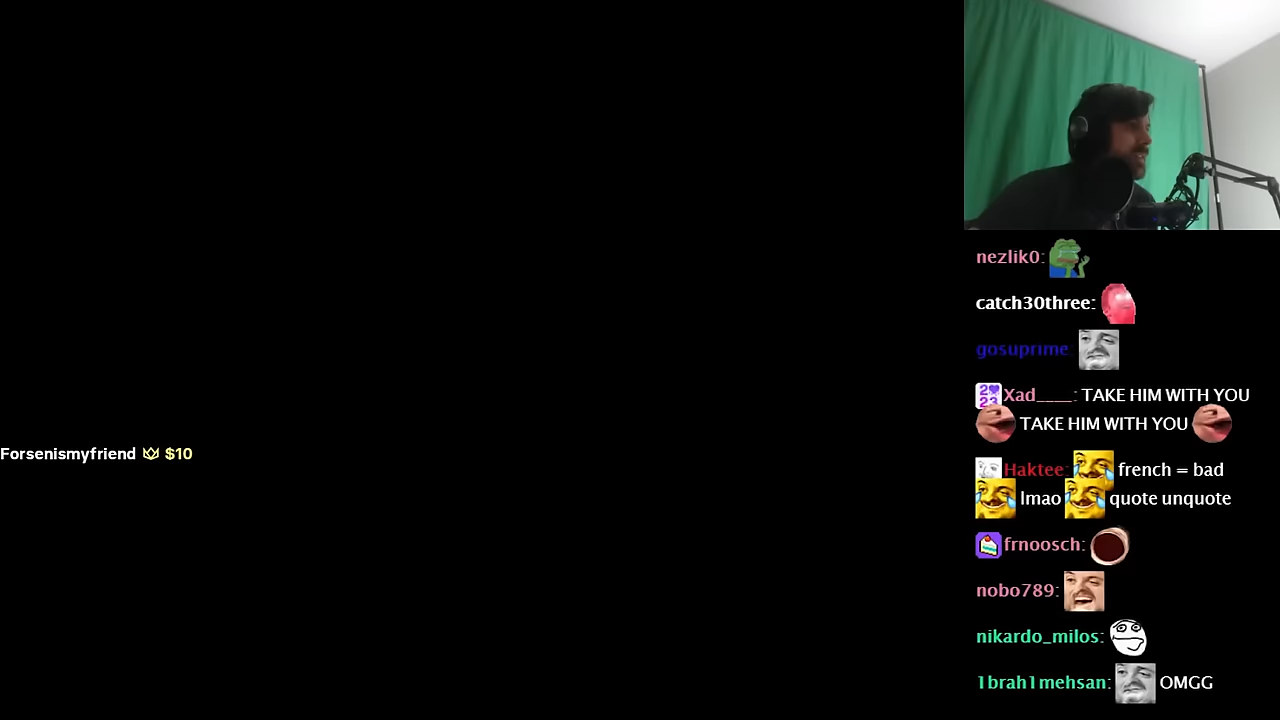 nezlik0:
catch30three:
gosuprime:
Xad____: TAKE HIM WITH YOU
TAKE HIM WITH YOU
Forsenismyfriend $10
Haktee: french = bad
lmao quote unquote
frnoosch:
nobo789:
nikardo_milos:
1brah1mehsan: OMGG